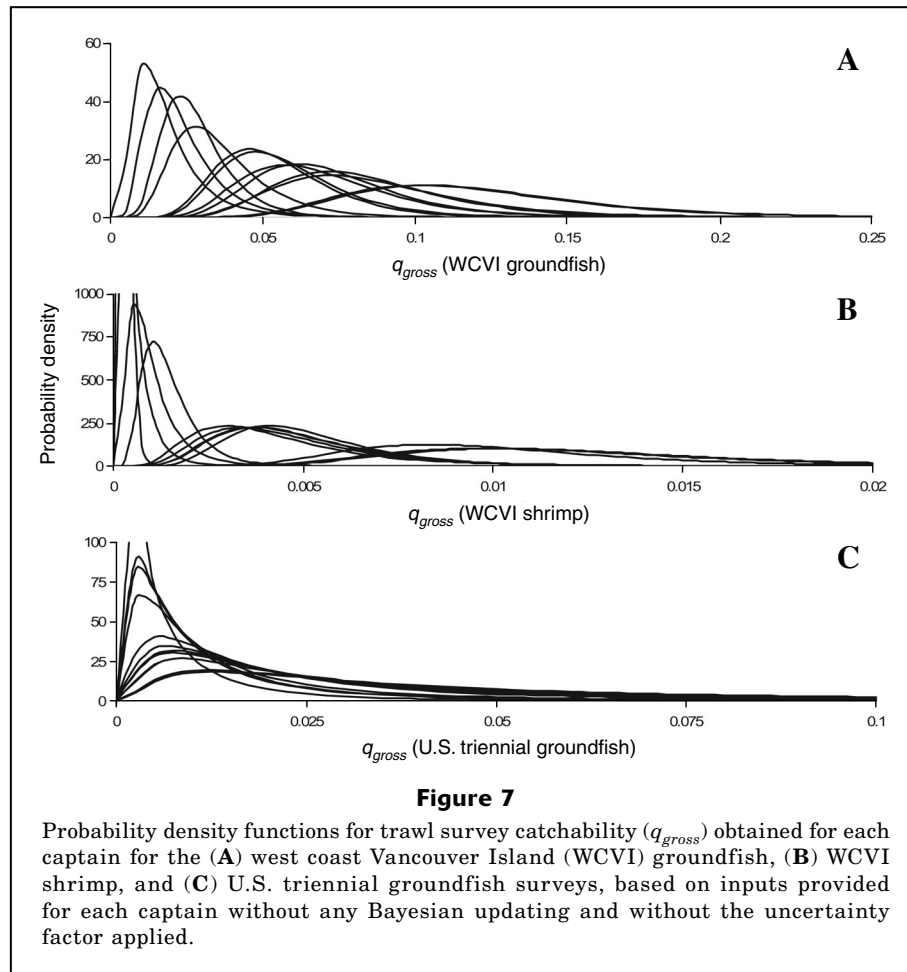 A
60
40
20
0
0 0.05 0.1 0.15 0.2 0.25
q_gross (WCVI groundfish)
Probability density
B
1000
750
500
250
0
0 0.005 0.01 0.015 0.02
q_gross (WCVI shrimp)
C
100
75
50
25
0
0 0.025 0.05 0.075 0.1
q_gross (U.S. triennial groundfish)
Figure 7
Probability density functions for trawl survey catchability (q_gross) obtained for each
captain for the (A) west coast Vancouver Island (WCVI) groundfish, (B) WCVI
shrimp, and (C) U.S. triennial groundfish surveys, based on inputs provided
for each captain without any Bayesian updating and without the uncertainty
factor applied.